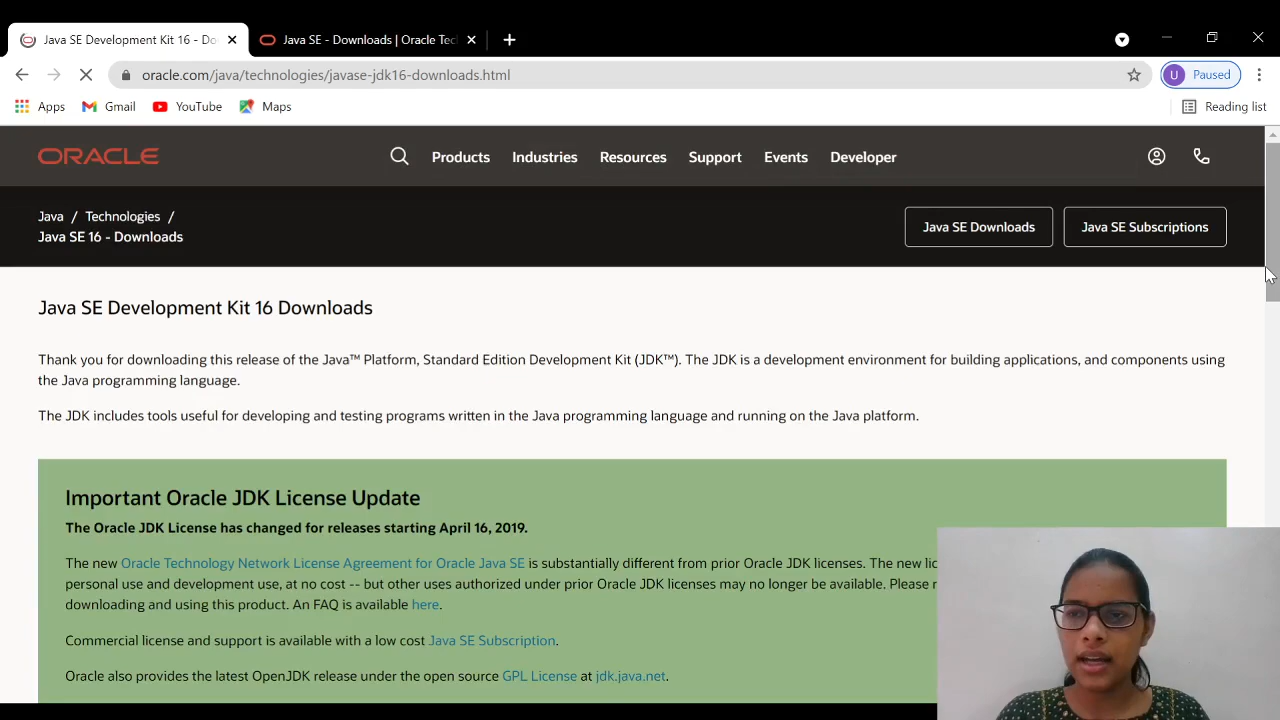 Java SE Development Kit 16 - Do
Java SE - Downloads | Oracle Tec
oracle.com/java/technologies/javase-jdk16-downloads.html
U Paused
Apps Gmail YouTube Maps
Reading list
ORACLE
Products Industries Resources Support Events Developer
Java / Technologies /
Java SE 16 - Downloads
Java SE Downloads
Java SE Subscriptions
Java SE Development Kit 16 Downloads
Thank you for downloading this release of the Java™ Platform, Standard Edition Development Kit (JDK™). The JDK is a development environment for building applications, and components using
the Java programming language.
The JDK includes tools useful for developing and testing programs written in the Java programming language and running on the Java platform.
Important Oracle JDK License Update
The Oracle JDK License has changed for releases starting April 16, 2019.
The new Oracle Technology Network License Agreement for Oracle Java SE is substantially different from prior Oracle JDK licenses. The new lic
personal use and development use, at no cost -- but other uses authorized under prior Oracle JDK licenses may no longer be available. Please r
downloading and using this product. An FAQ is available here.
Commercial license and support is available with a low cost Java SE Subscription.
Oracle also provides the latest OpenJDK release under the open source GPL License at jdk.java.net.